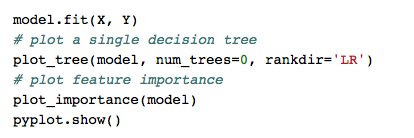 model.fit(X, Y)
# plot a single decision tree
plot_tree(model, num_trees=0, rankdir='LR')
# plot feature importance
plot_importance(model)
pyplot.show()